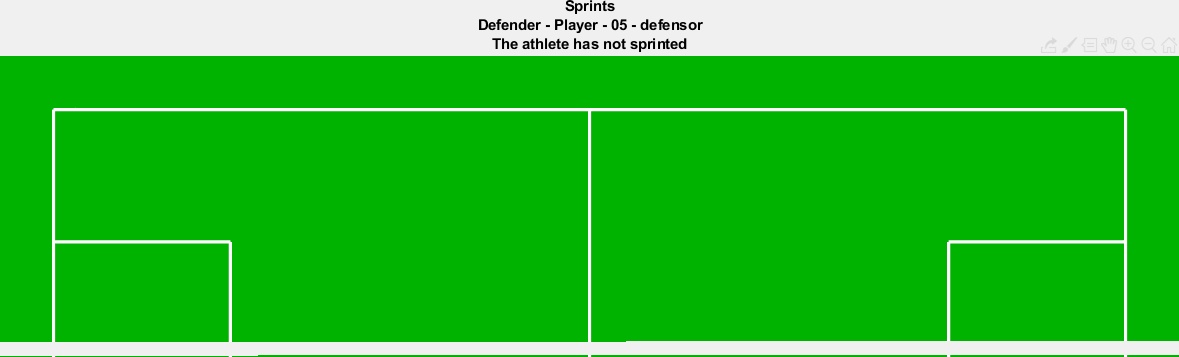 Sprints
Defender - Player - 05 - defensor
The athlete has not sprinted